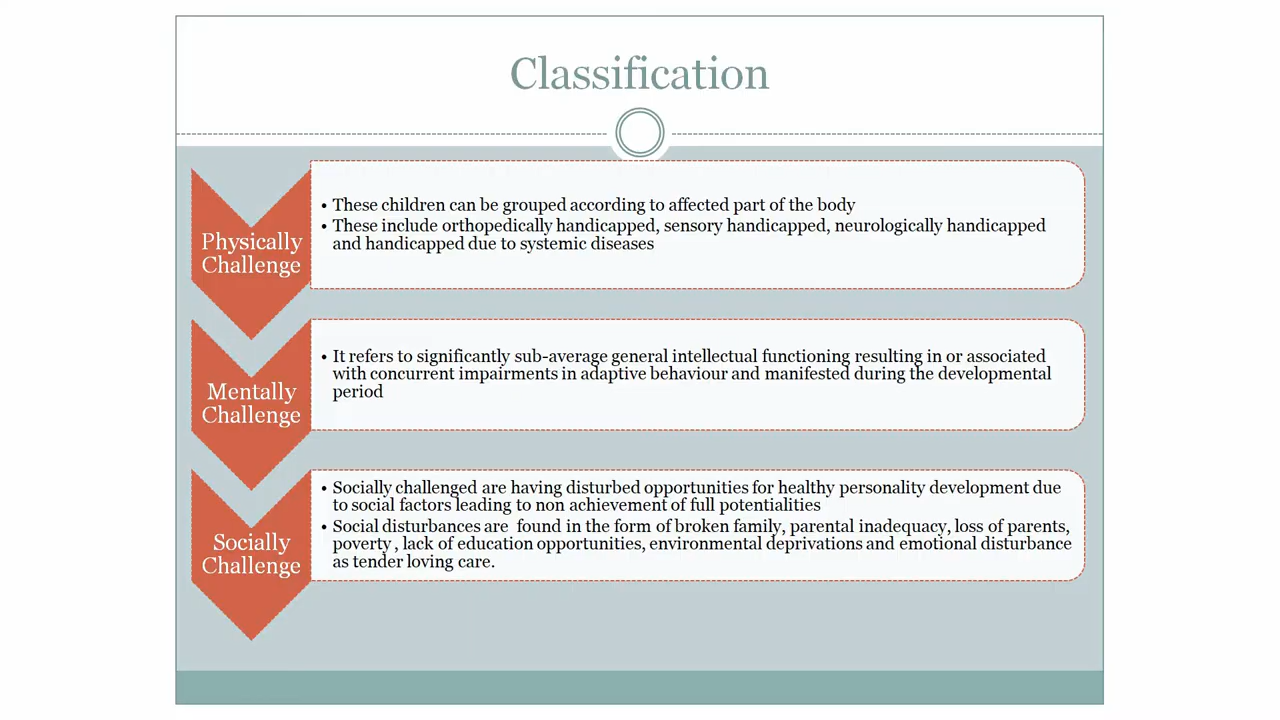 Classification
Physically
Challenge
• These children can be grouped according to affected part of the body
• These include orthopedically handicapped, sensory handicapped, neurologically handicapped
and handicapped due to systemic diseases
Mentally
Challenge
• It refers to significantly sub-average general intellectual functioning resulting in or associated
with concurrent impairments in adaptive behaviour and manifested during the developmental
period
Socially
Challenge
• Socially challenged are having disturbed opportunities for healthy personality development due
to social factors leading to non achievement of full potentialities
• Social disturbances are found in the form of broken family, parental inadequacy, loss of parents,
poverty , lack of education opportunities, environmental deprivations and emotional disturbance
as tender loving care.